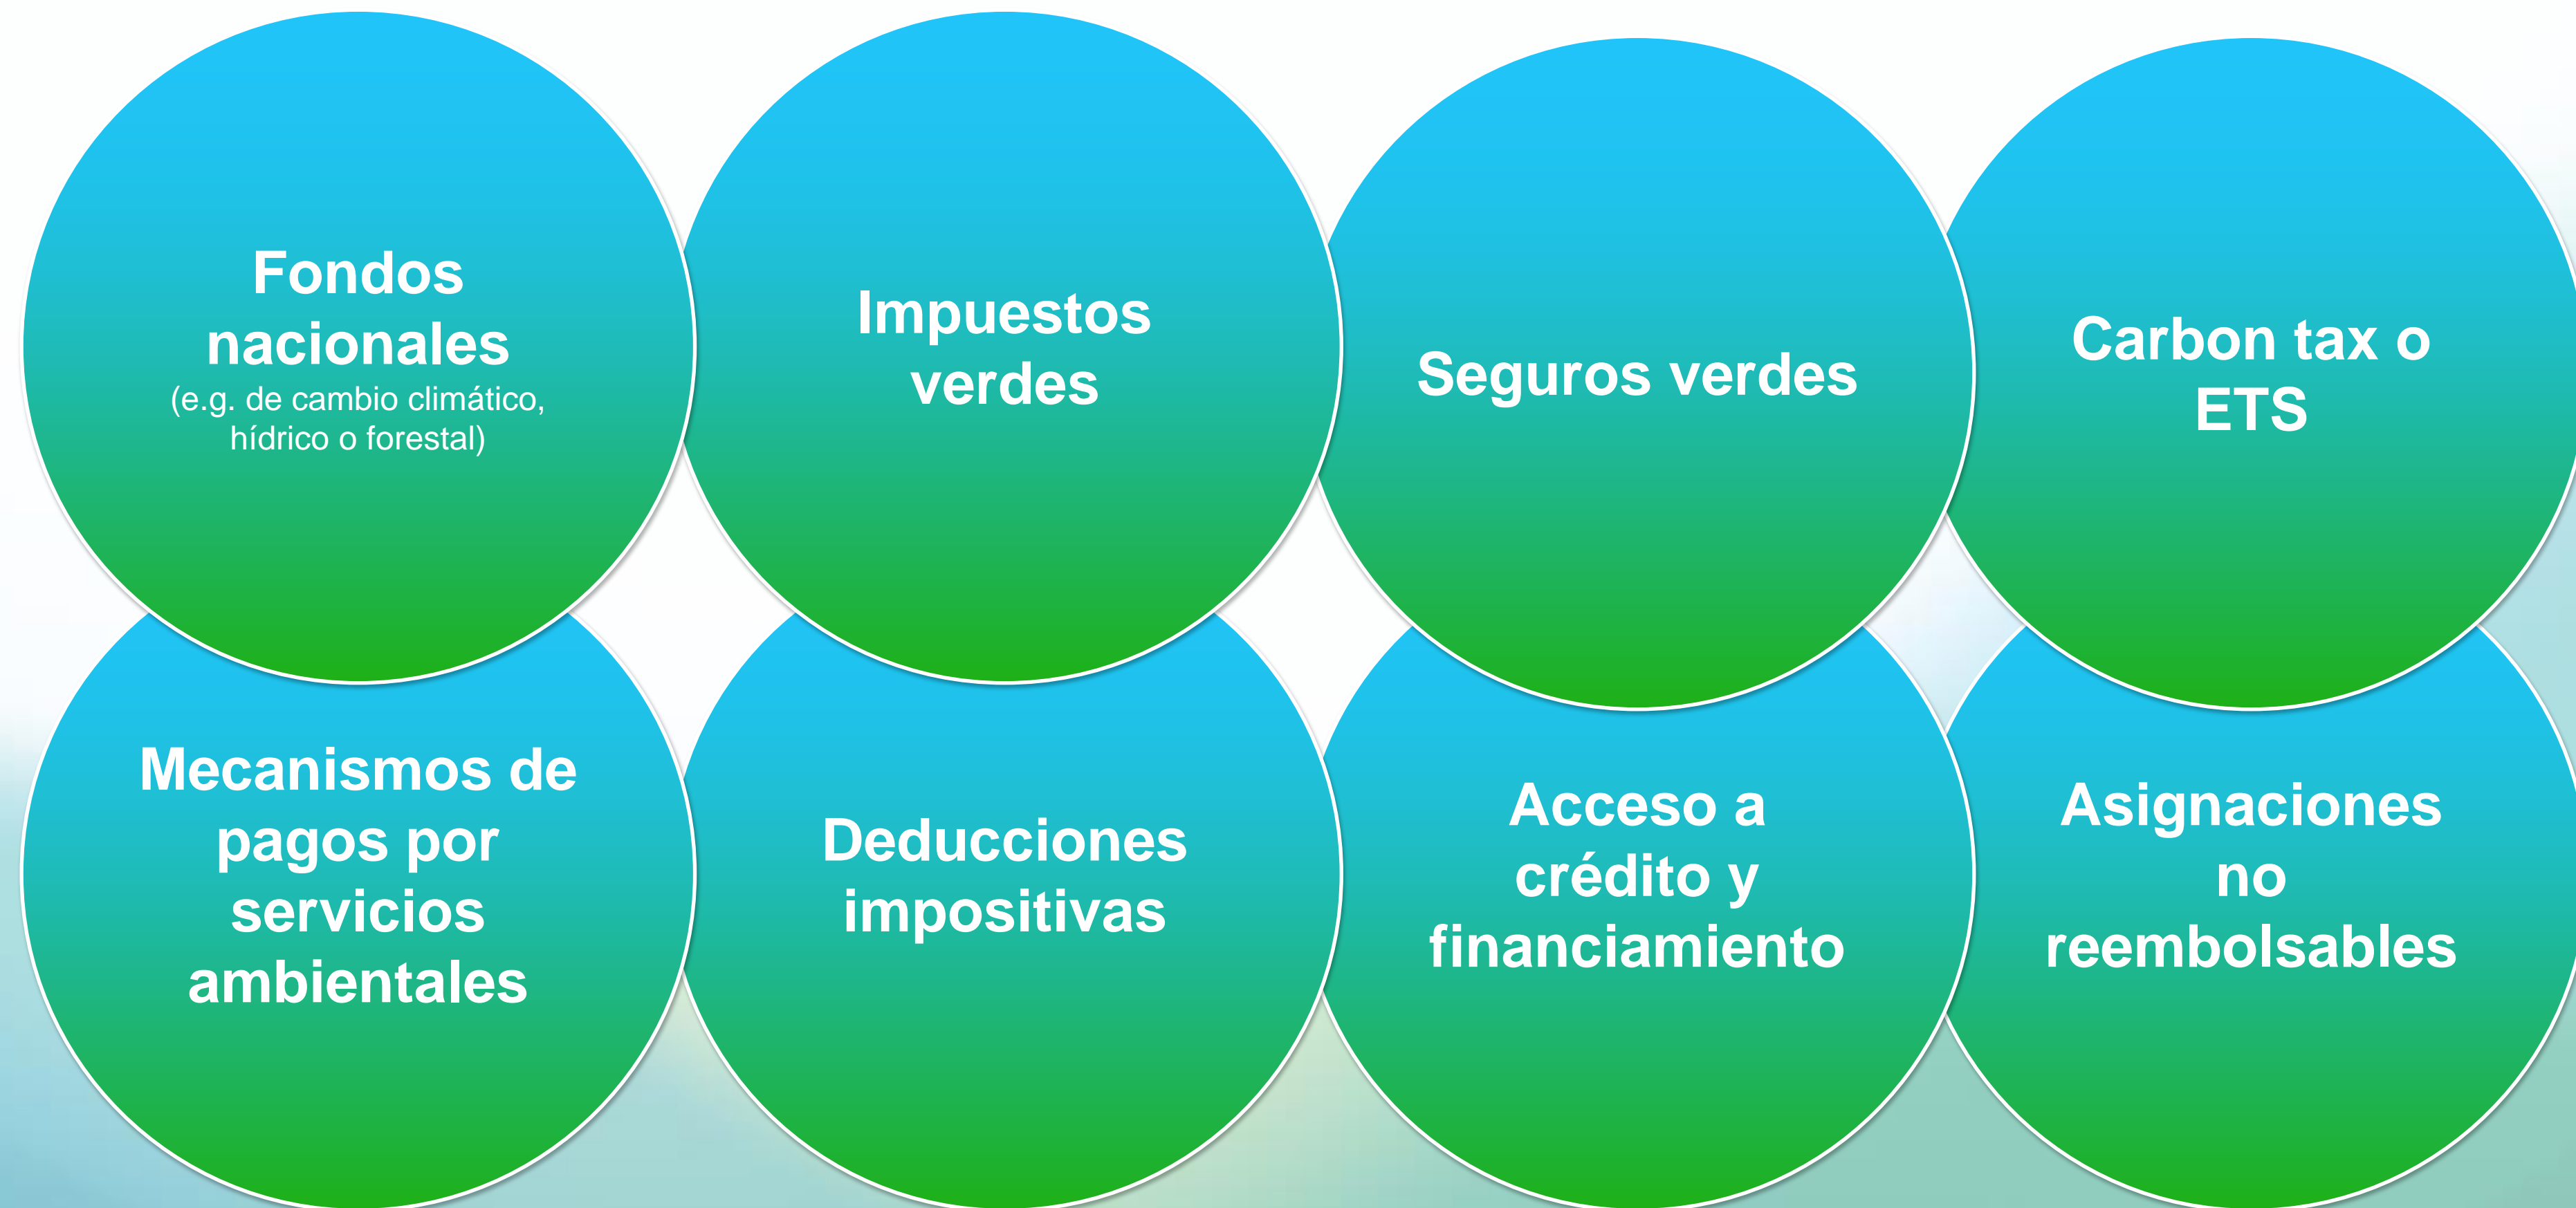 Fondos
nacionales
(e.g. de cambio climático,
hídrico o forestal)
Impuestos
verdes
Seguros verdes
Carbon tax o
ETS
Mecanismos de
pagos por
servicios
ambientales
Deducciones
impositivas
Acceso a
crédito y
financiamiento
Asignaciones
no
reembolsables